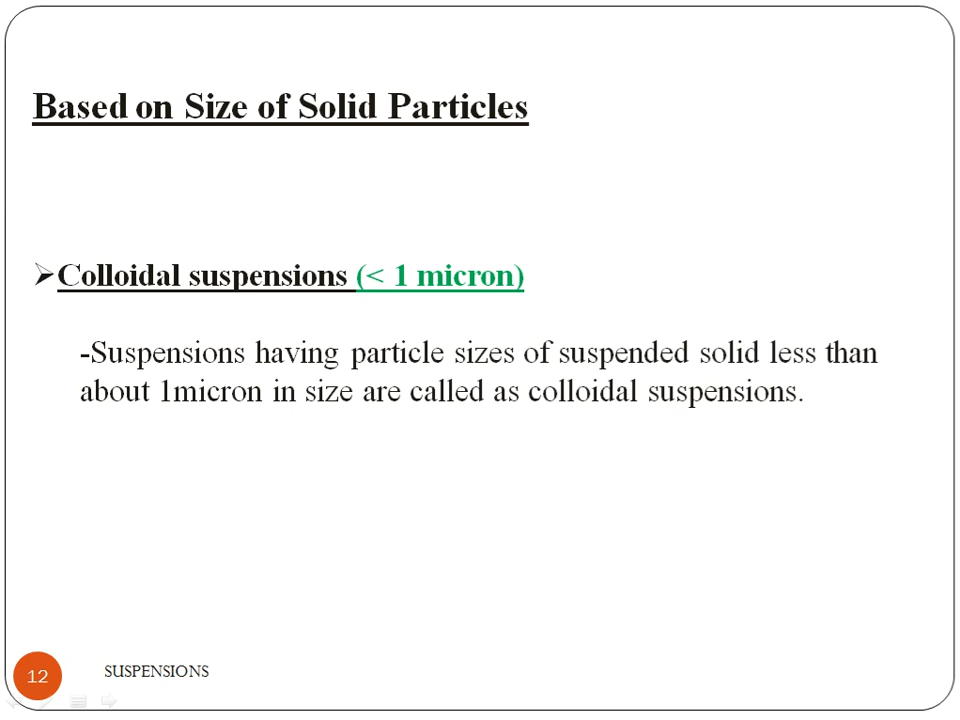 Based on Size of Solid Particles
➢Colloidal suspensions (< 1 micron)
-Suspensions having particle sizes of suspended solid less than
about 1micron in size are called as colloidal suspensions.
12
SUSPENSIONS